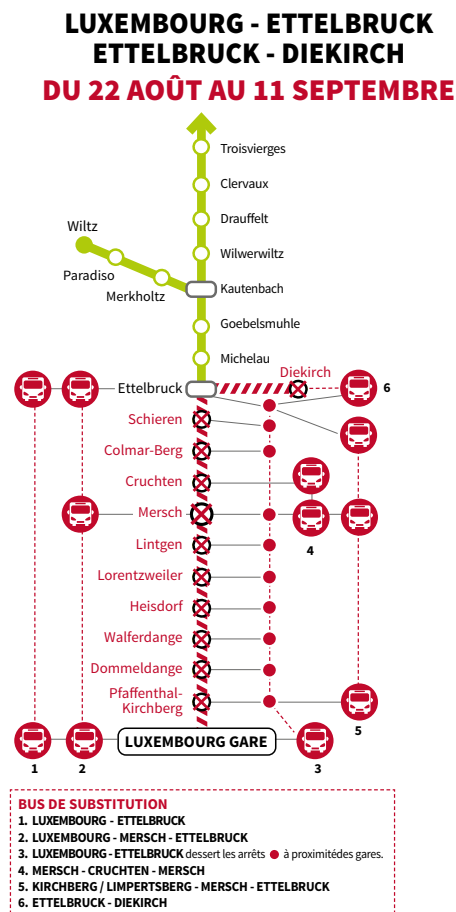 LUXEMBOURG - ETTELBRUCK
ETTELBRUCK - DIEKIRCH
DU 22 AOÛT AU 11 SEPTEMBRE
Troisvierges
Clervaux
Drauffelt
Wiltz
Wilwerwiltz
Paradiso
Kautenbach
Merkholtz
Goebelsmuhle
Michelau
Diekirch
Ettelbruck
6
Schieren
Colmar-Berg
Cruchten
Mersch
4
Lintgen
Lorentzweiler
Heisdorf
Walferdange
Dommeldange
Pfaffenthal-
Kirchberg
5
LUXEMBOURG GARE
1
2
3
BUS DE SUBSTITUTION
1. LUXEMBOURG - ETTELBRUCK
2. LUXEMBOURG - MERSCH - ETTELBRUCK
3. LUXEMBOURG - ETTELBRUCK dessert les arrêts à proximitédes gares.
4. MERSCH - CRUCHTEN - MERSCH
5. KIRCHBERG / LIMPERTSBERG - MERSCH - ETTELBRUCK
6. ETTELBRUCK - DIEKIRCH